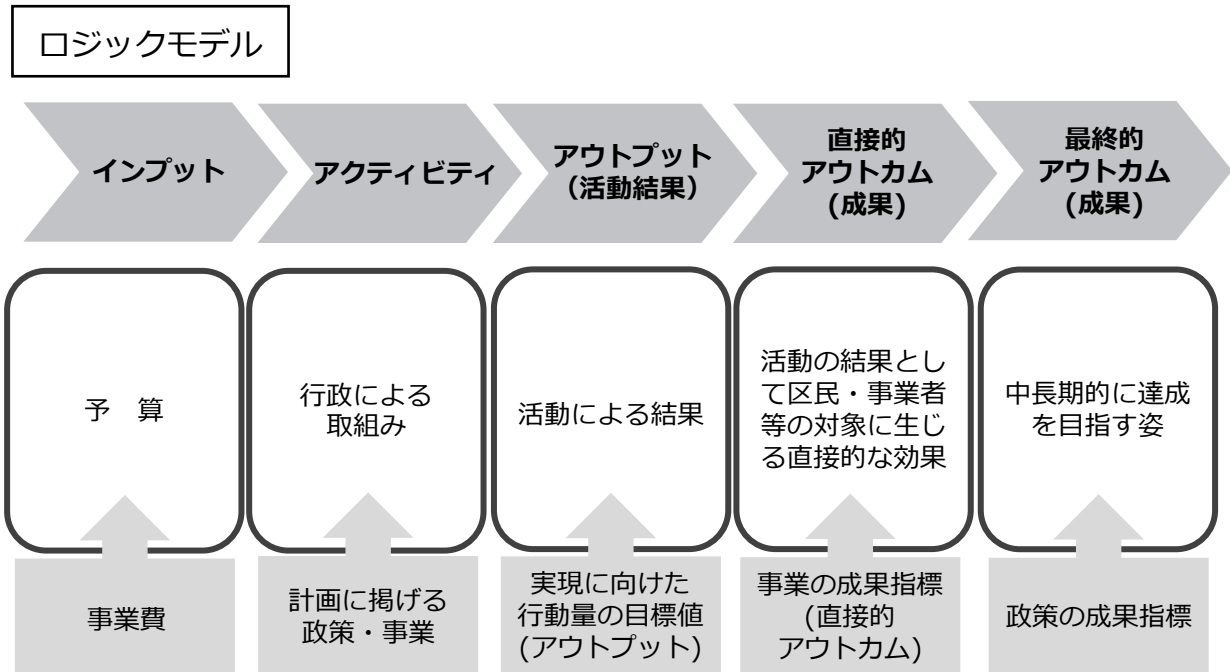 ロジックモデル
インプット
アクティビティ
アウトプット
（活動結果）
直接的
アウトカム
(成果)
最終的
アウトカム
(成果)
予　算
行政による
取組み
活動による結果
活動の結果とし
て区民・事業者
等の対象に生じ
る直接的な効果
中長期的に達成
を目指す姿
事業費
計画に掲げる
政策・事業
実現に向けた
行動量の目標値
(アウトプット)
事業の成果指標
(直接的
アウトカム)
政策の成果指標